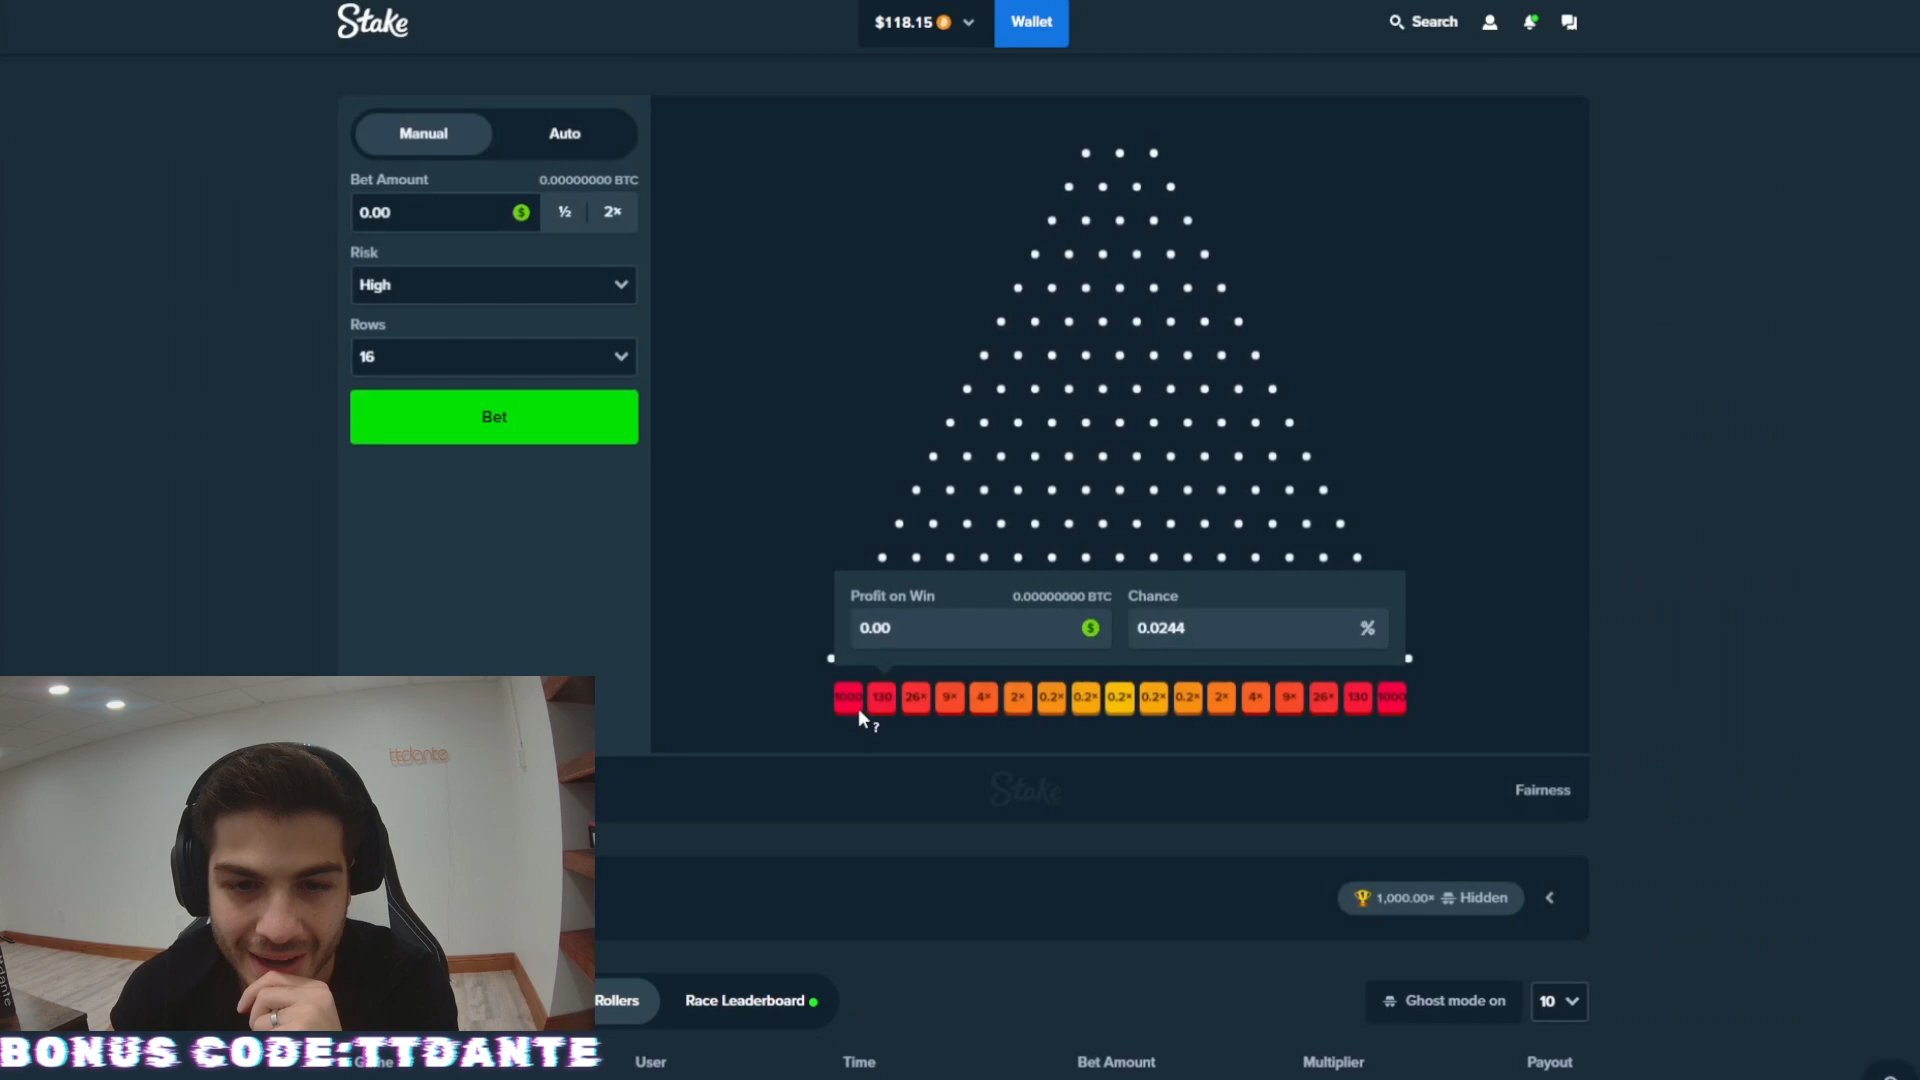 Stake
$118.15
Wallet
Search
Manual
Auto
Bet Amount
0.00000000 BTC
0.00
½
2×
Risk
High
Rows
16
Bet
Profit on Win
0.00000000 BTC
Chance
0.00
0.0244
%
1000 130 26× 9× 4× 2× 0.2× 0.2× 0.2× 0.2× 0.2× 2× 4× 9× 26× 130 1000
?
ttdante
Stake
Fairness
1,000.00×
Hidden
Rollers
Race Leaderboard
Ghost mode on
10
ttdante
BONUS CODE:TTDANTE
Game
User
Time
Bet Amount
Multiplier
Payout